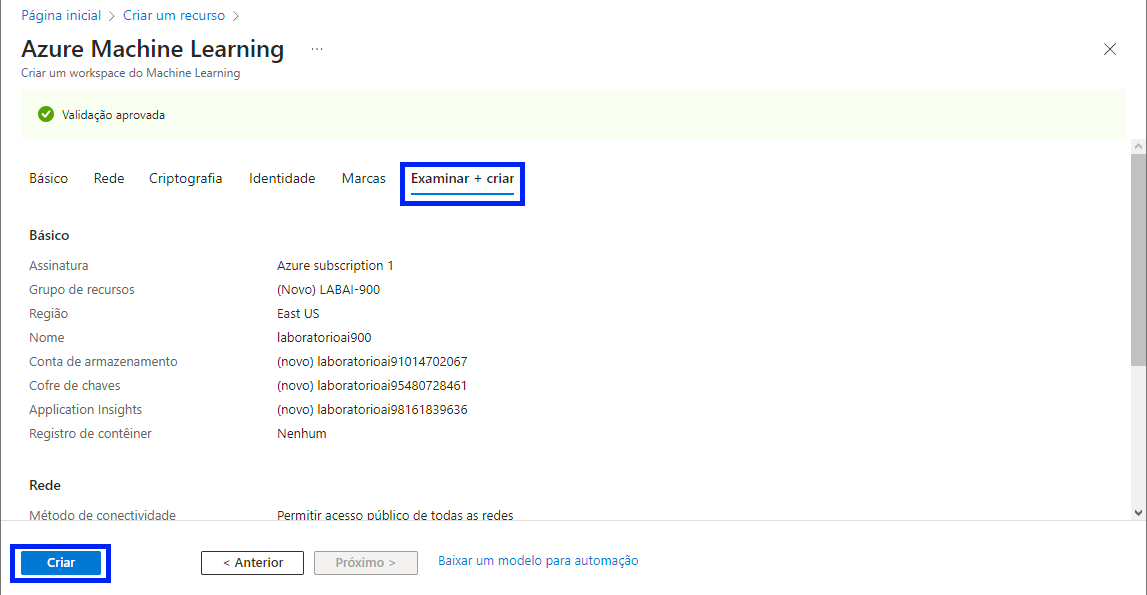 Página inicial > Criar um recurso >
Azure Machine Learning ...
Criar um workspace do Machine Learning
Validação aprovada
Básico Rede Criptografia Identidade Marcas Examinar + criar
Básico
Assinatura Azure subscription 1
Grupo de recursos (Novo) LABAI-900
Região East US
Nome laboratorioai900
Conta de armazenamento (novo) laboratorioai91014702067
Cofre de chaves (novo) laboratorioai95480728461
Application Insights (novo) laboratorioai98161839636
Registro de contêiner Nenhum
Rede
Método de conectividade Permitir acesso público de todas as redes
Criar < Anterior Próximo > Baixar um modelo para automação